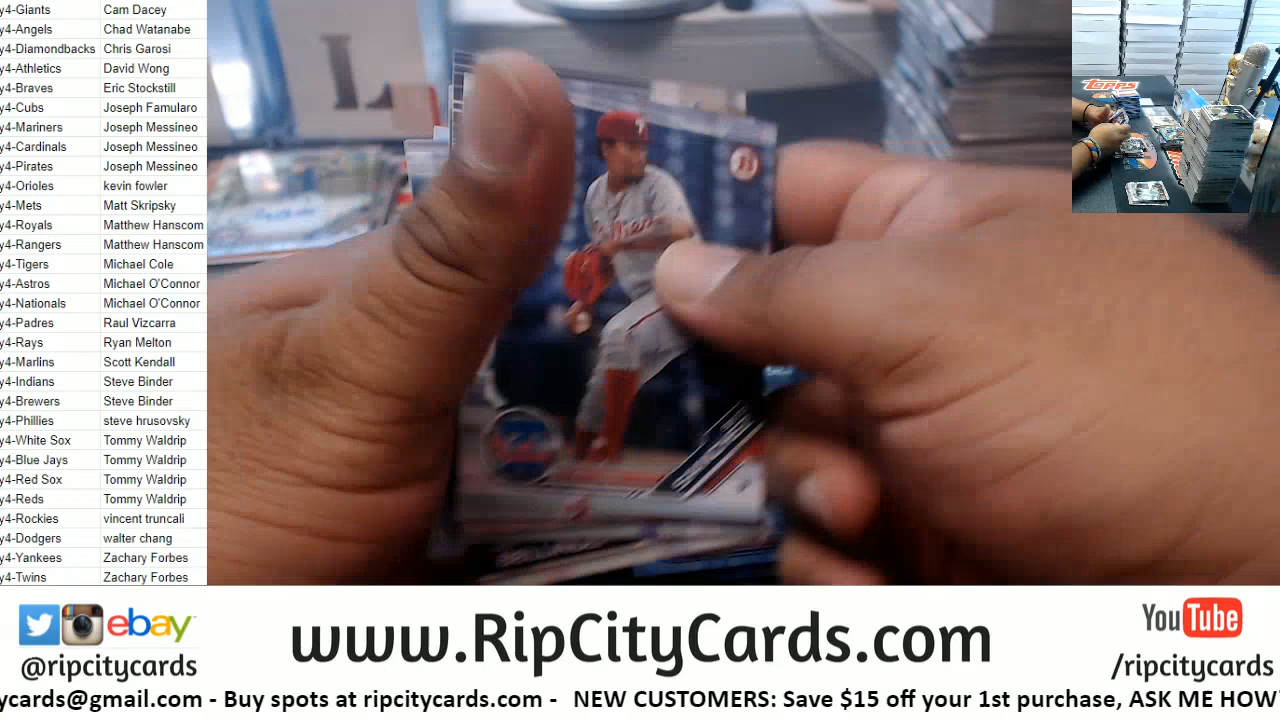 y4-Giants Cam Dacey
y4-Angels Chad Watanabe
y4-Diamondbacks Chris Garosi
y4-Athletics David Wong
y4-Braves Eric Stockstill
y4-Cubs Joseph Famularo
y4-Mariners Joseph Messineo
y4-Cardinals Joseph Messineo
y4-Pirates Joseph Messineo
y4-Orioles kevin fowler
y4-Mets Matt Skripsky
y4-Royals Matthew Hanscom
y4-Rangers Matthew Hanscom
y4-Tigers Michael Cole
y4-Astros Michael O'Connor
y4-Nationals Michael O'Connor
y4-Padres Raul Vizcarra
y4-Rays Ryan Melton
y4-Marlins Scott Kendall
y4-Indians Steve Binder
y4-Brewers Steve Binder
y4-Phillies steve hrusovsky
y4-White Sox Tommy Waldrip
y4-Blue Jays Tommy Waldrip
y4-Red Sox Tommy Waldrip
y4-Reds Tommy Waldrip
y4-Rockies vincent truncali
y4-Dodgers walter chang
y4-Yankees Zachary Forbes
y4-Twins Zachary Forbes
Topps
ebay
@ripcitycards
www.RipCityCards.com
YouTube
/ripcitycards
ycards@gmail.com - Buy spots at ripcitycards.com - NEW CUSTOMERS: Save $15 off your 1st purchase, ASK ME HOW